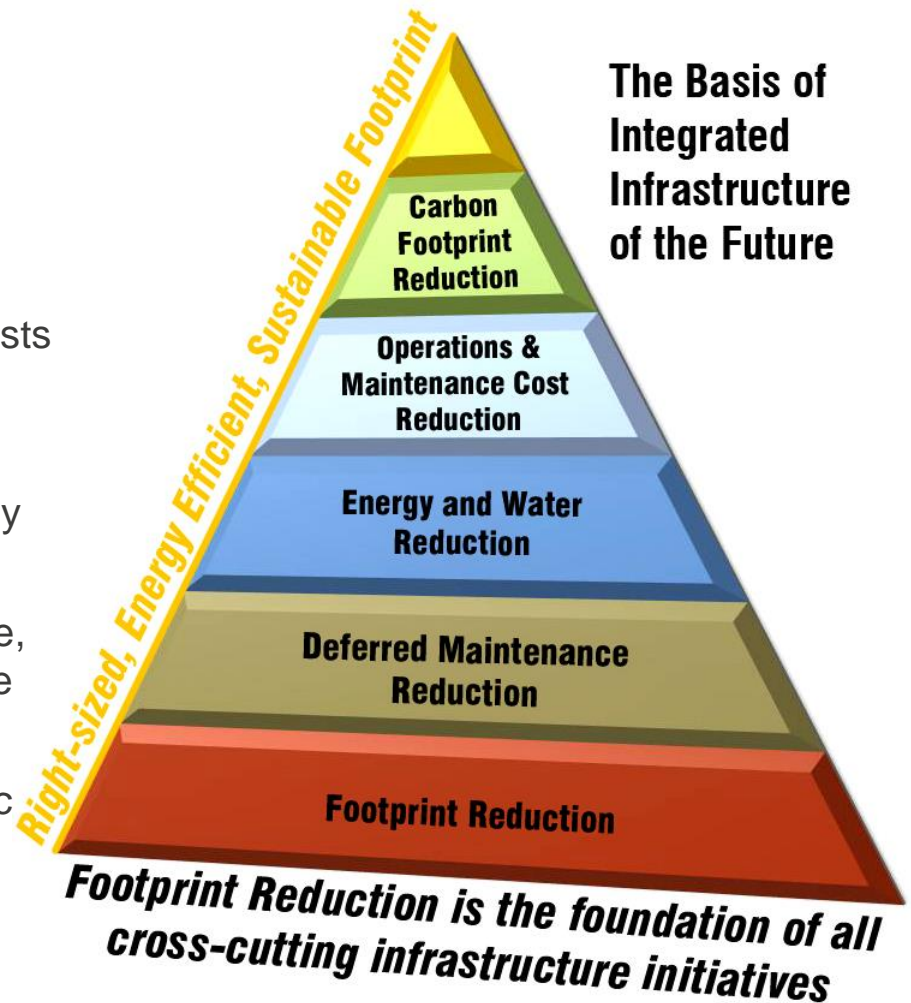 The Basis of
Integrated
Infrastructure
of the Future
Right-sized, Energy Efficient, Sustainable Footprint
Carbon
Footprint
Reduction
Operations &
Maintenance Cost
Reduction
Energy and Water
Reduction
Deferred Maintenance
Reduction
Footprint Reduction
Footprint Reduction is the foundation of all
cross-cutting infrastructure initiatives